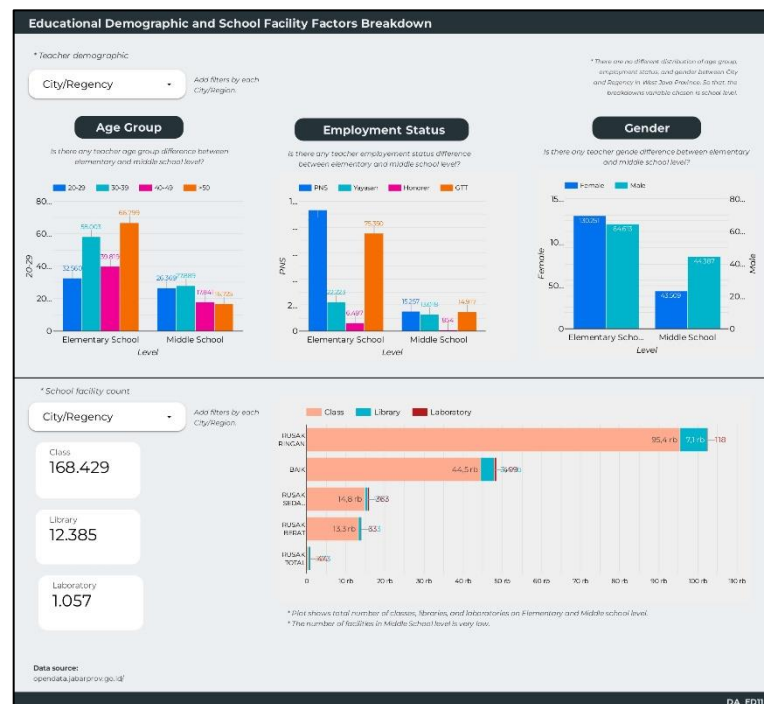 Educational Demographic and School Facility Factors Breakdown
* Teacher demographic
City/Regency
Add filters by each
City/Region.
* There are no different distribution of age group,
employment status, and gender between City
and Regency in West Java Province. So that, the
breakdowns variable chosen is school level.
Age Group
Is there any teacher age group difference between
elementary and middle school level?
20-29 30-39 40-49 >50
80...
60...
40...
20...
0
20-29
32.560
58.003
39.819
66.799
26.369
Elementary School
Middle School
Level
Employment Status
Is there any teacher employement status difference
between elementary and middle school level?
PNS Yayasan Honorer GTT
1...
2...
0
PNS
6.497
75.330
15.257
14.917
Elementary School
Middle School
Level
Gender
Is there any teacher gende difference between elementary
and middle school level?
Female Male
15...
10...
50...
0
Female
80...
60...
40...
20...
0
Male
130.251
64.613
43.509
44.387
Elementary Scho...
Middle School
Level
* School facility count
City/Regency
Add filters by each
City/Region.
Class
168.429
Library
12.385
Laboratory
1.057
Class Library Laboratory
RUSAK
RINGAN
95,4 rb
7,1 rb
118
BAIK
44,5 rb
RUSAK
SEDA...
14,8 rb
RUSAK
BERAT
13,3 rb
RUSAK
TOTAL
0 10 rb 20 rb 30 rb 40 rb 50 rb 60 rb 70 rb 80 rb 90 rb 100 rb 110 rb
* Plot shows total number of classes, libraries, and laboratories on Elementary and Middle school level.
* The number of facilities in Middle School level is very low.
Data source:
opendata.jabarprov.go.id/